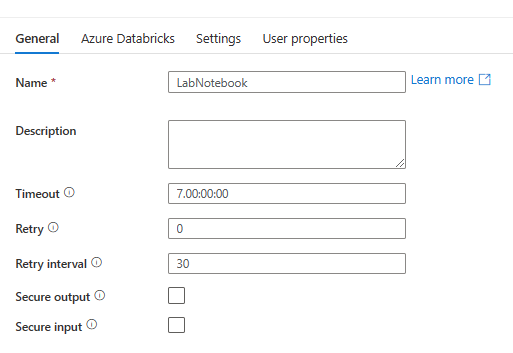 General Azure Databricks Settings User properties
Name * LabNotebook Learn more
Description
Timeout 7.00:00:00
Retry 0
Retry interval 30
Secure output
Secure input